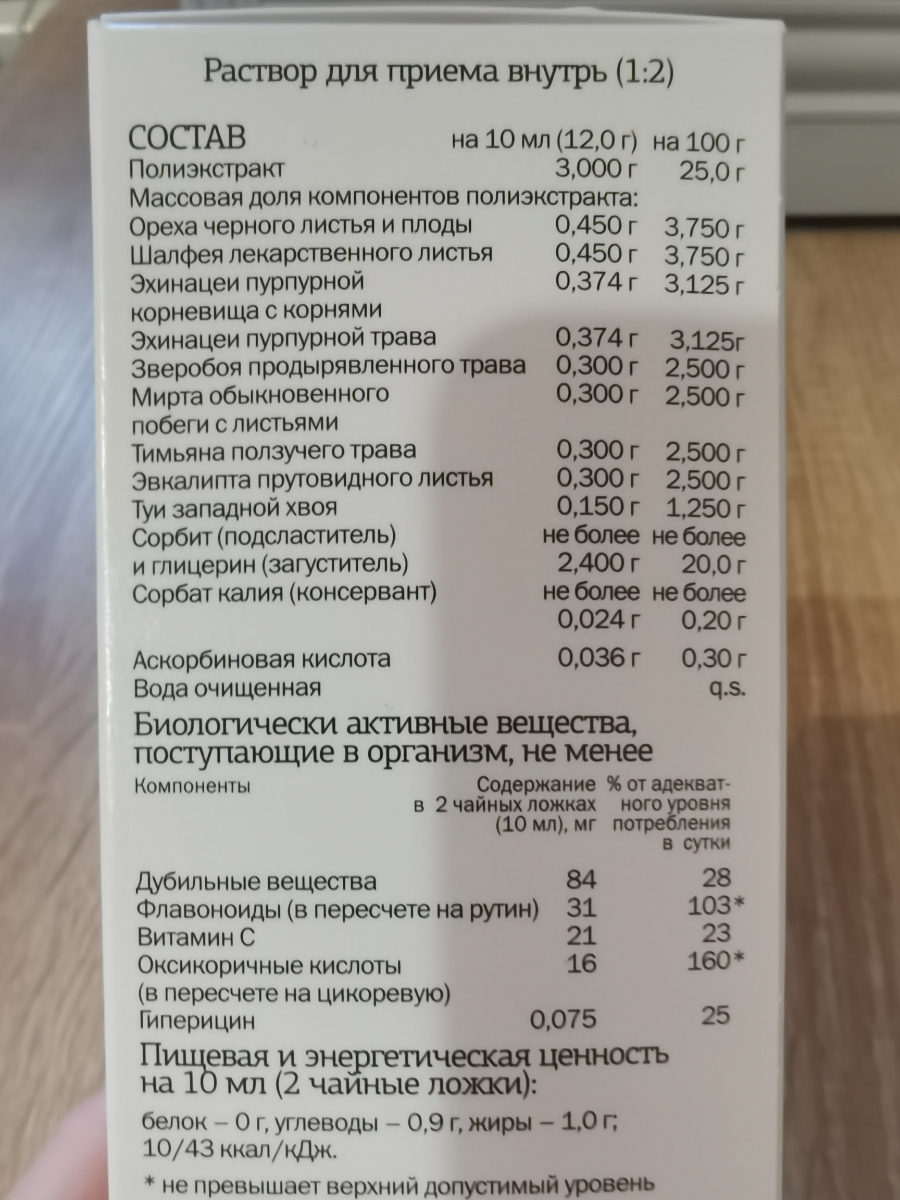 Раствор для приема внутрь (1:2)
СОСТАВ на 10 мл (12,0 г) на 100 г
Полиэкстракт 3,000 г 25,0 г
Массовая доля компонентов полиэкстракта:
Ореха черного листья и плоды 0,450 г 3,750 г
Шалфея лекарственного листья 0,450 г 3,750 г
Эхинацеи пурпурной 0,374 г 3,125 г
корневища с корнями
Эхинацеи пурпурной трава 0,374 г 3,125г
Зверобоя продырявленного трава 0,300 г 2,500 г
Мирта обыкновенного 0,300 г 2,500 г
побеги с листьями
Тимьяна ползучего трава 0,300 г 2,500 г
Эвкалипта прутовидного листья 0,300 г 2,500 г
Туи западной хвоя 0,150 г 1,250 г
Сорбит (подсластитель) не более не более
и глицерин (загуститель) 2,400 г 20,0 г
Сорбат калия (консервант) не более не более
0,024 г 0,20 г
Аскорбиновая кислота 0,036 г 0,30 г
Вода очищенная q.s.
Биологически активные вещества,
поступающие в организм, не менее
Компоненты Содержание % от адекват-
в 2 чайных ложках ного уровня
(10 мл), мг потребления
в сутки
Дубильные вещества 84 28
Флавоноиды (в пересчете на рутин) 31 103*
Витамин С 21 23
Оксикоричные кислоты 16 160*
(в пересчете на цикоревую)
Гиперицин 0,075 25
Пищевая и энергетическая ценность
на 10 мл (2 чайные ложки):
белок – 0 г, углеводы – 0,9 г, жиры – 1,0 г;
10/43 ккал/кДж.
* не превышает верхний допустимый уровень